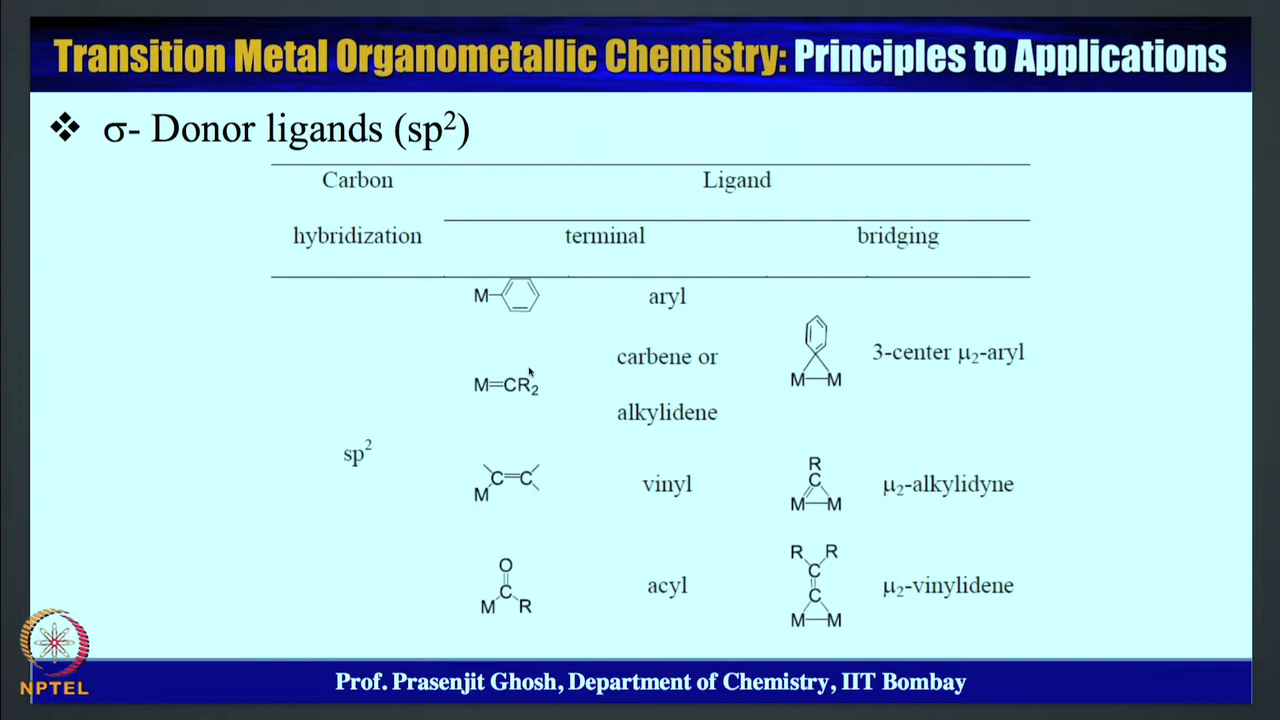 Transition Metal Organometallic Chemistry: Principles to Applications
❖ σ- Donor ligands (sp²)
Carbon
Ligand
hybridization
terminal
bridging
M
aryl
3-center μ₂-aryl
M—M
carbene or
M=CR₂
alkylidene
sp²
C=C
M
vinyl
R
C
M—M
μ₂-alkylidyne
O
C
M R
acyl
R R
C
C
M—M
μ₂-vinylidene
NPTEL
Prof. Prasenjit Ghosh, Department of Chemistry, IIT Bombay